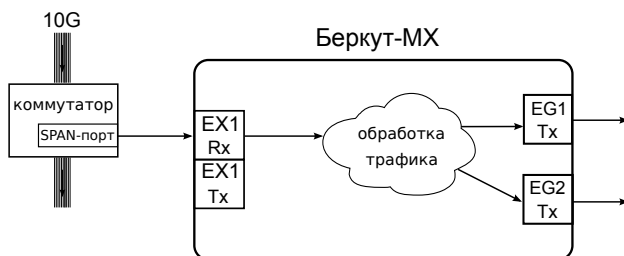 10G
Беркут-MX
коммутатор
SPAN-порт
EX1
Rx
EX1
Tx
обработка
трафика
EG1
Tx
EG2
Tx